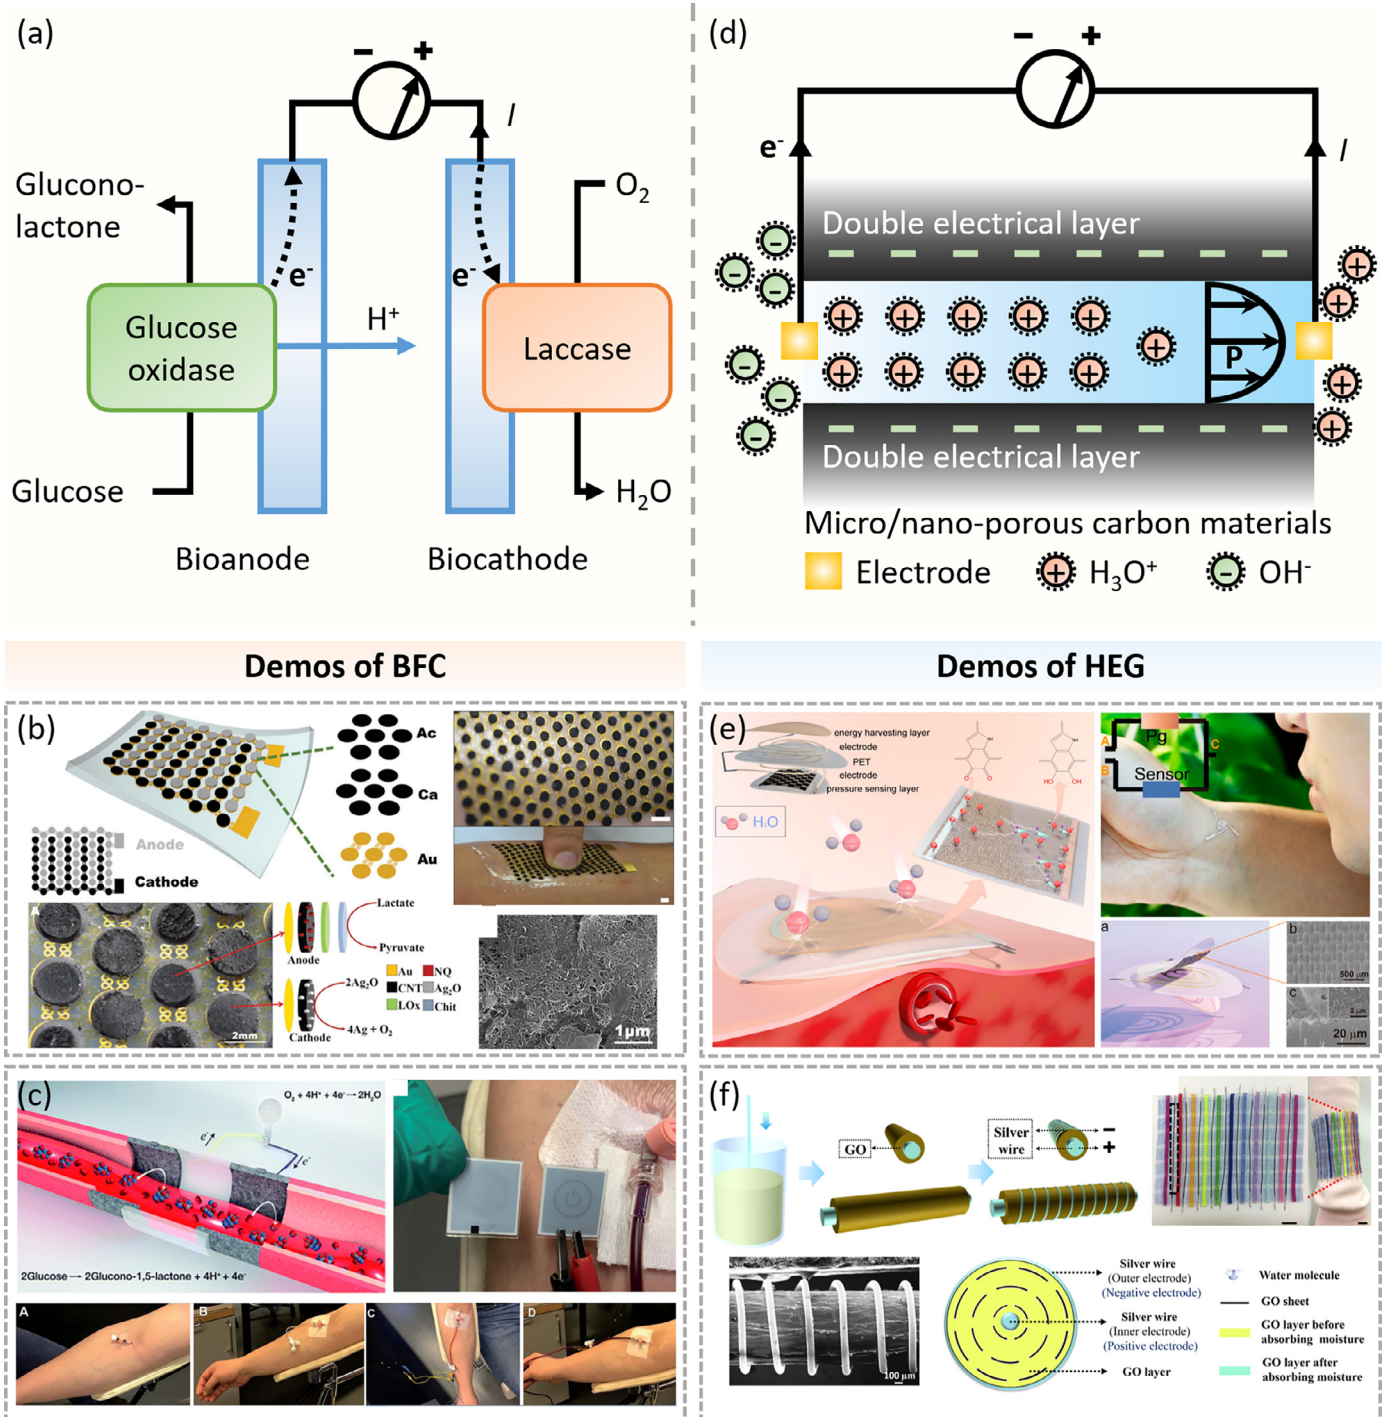 (a)
− +
I
Glucono-
lactone
O₂
e⁻
e⁻
Glucose
oxidase
H⁺
Laccase
Glucose
H₂O
Bioanode
Biocathode
(d)
− +
e⁻
I
Double electrical layer
P
Double electrical layer
Micro/nano-porous carbon materials
Electrode
H₃O⁺
OH⁻
Demos of BFC
Demos of HEG
(b)
Ac
Ca
Au
Anode
Cathode
A
2mm
Lactate
Pyruvate
Anode
Au
NQ
CNT
Ag₂O
LOx
Chit
2Ag₂O
4Ag + O₂
Cathode
1μm
(e)
energy harvesting layer
electrode
PET
electrode
pressure sensing layer
H₂O
O
O
HO
OH
Pg
A
B
C
Sensor
a
b
500 μm
c
2 μm
20 μm
(c)
O₂ + 4H⁺ + 4e⁻→ 2H₂O
e⁻
e⁻
2Glucose → 2Glucono-1,5-lactone + 4H⁺ + 4e⁻
A
B
C
D
(f)
GO
Silver
wire
−
+
100 μm
Silver wire
(Outer electrode)
(Negative electrode)
Silver wire
(Inner electrode)
(Positive electrode)
GO layer
Water molecule
GO sheet
GO layer before
absorbing moisture
GO layer after
absorbing moisture